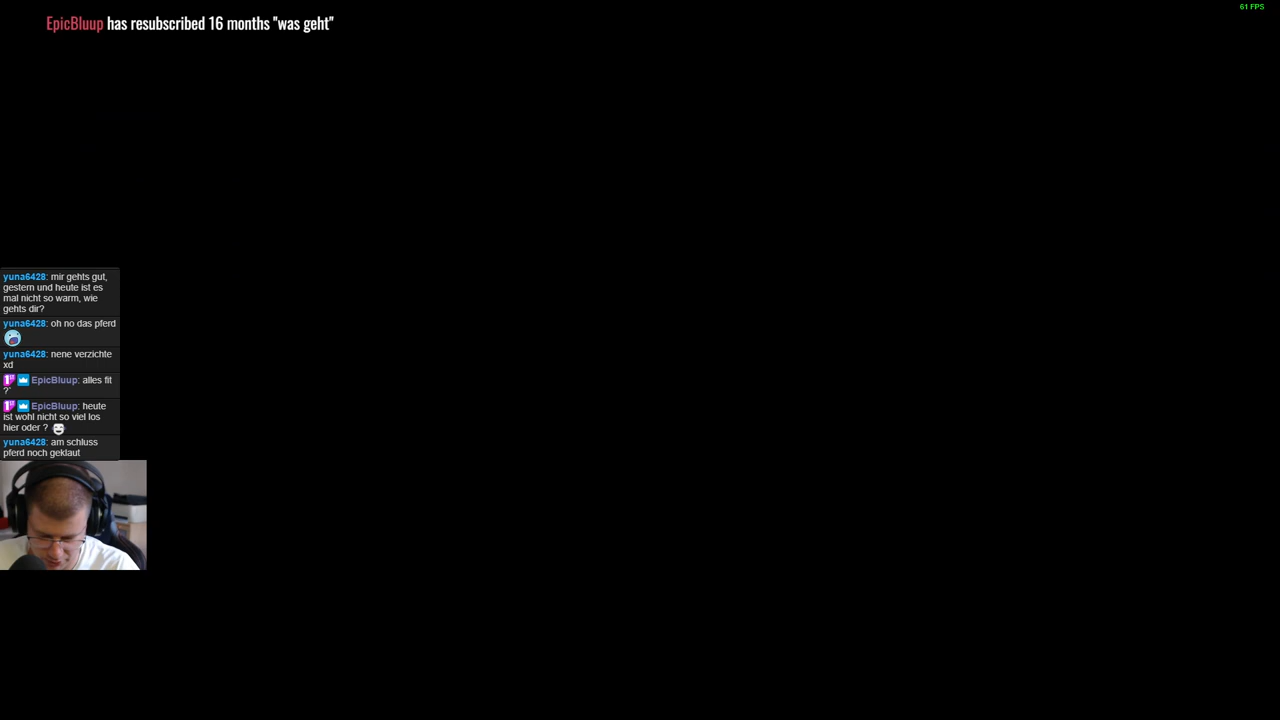 EpicBluup has resubscribed 16 months "was geht"
61 FPS
yuna6428: mir gehts gut,
gestern und heute ist es
mal nicht so warm, wie
gehts dir?
yuna6428: oh no das pferd
yuna6428: nene verzichte
xd
EpicBluup: alles fit
?"
EpicBluup: heute
ist wohl nicht so viel los
hier oder ?
yuna6428: am schluss
pferd noch geklaut